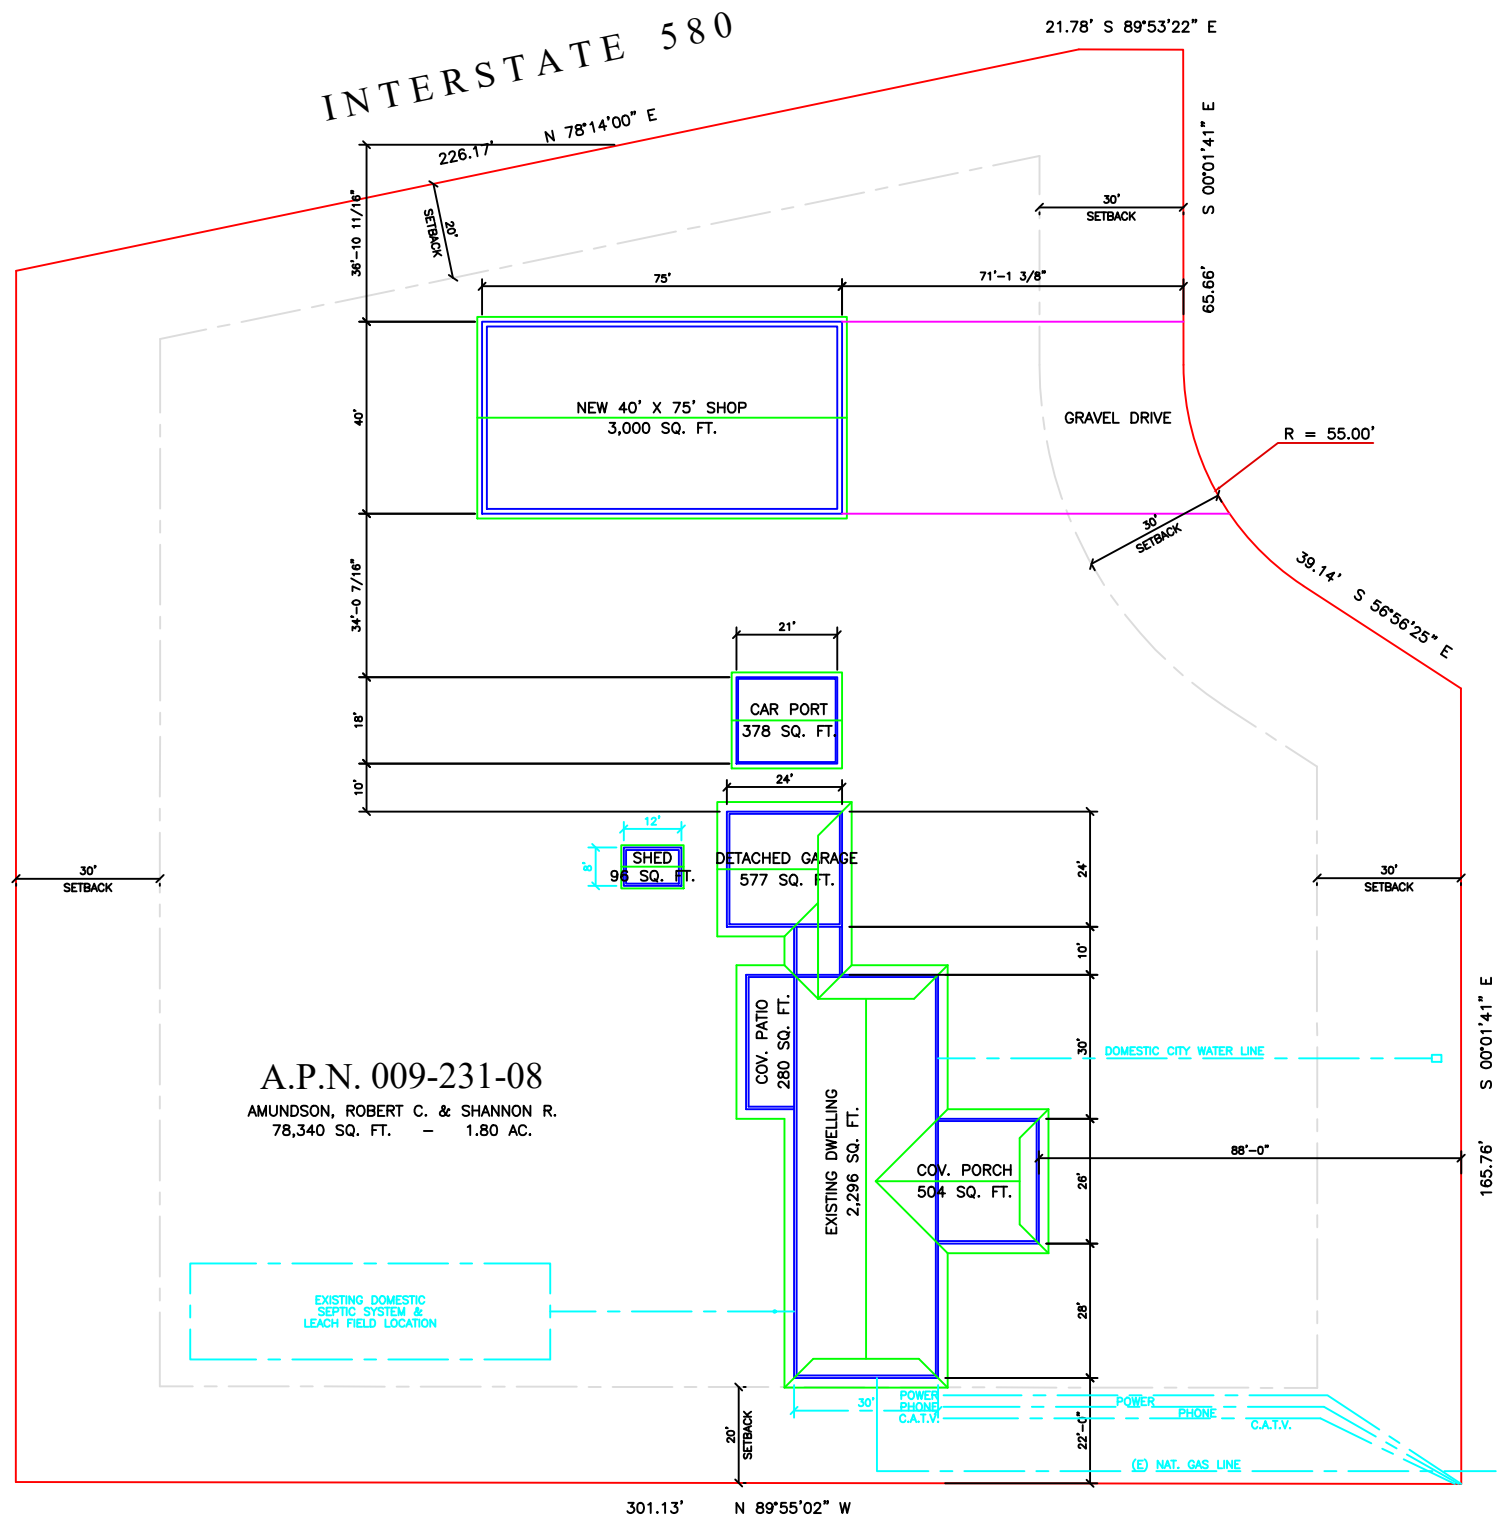 INTERSTATE 580
21.78' S 89°53'22" E
226.17' N 78°14'00" E
S 00°01'41" E
65.66'
36'-10 11/16"
20'
SETBACK
30'
SETBACK
75'
71'-1 3/8"
40'
NEW 40' X 75' SHOP
3,000 SQ. FT.
GRAVEL DRIVE
R = 55.00'
30'
SETBACK
39.14' S 56°56'25" E
34'-0 7/16"
21'
18'
CAR PORT
378 SQ. FT.
10'
24'
12'
8'
SHED
96 SQ. FT.
DETACHED GARAGE
577 SQ. FT.
24'
30'
SETBACK
30'
SETBACK
10'
COV. PATIO
280 SQ. FT.
30'
DOMESTIC CITY WATER LINE
S 00°01'41" E
165.76'
A.P.N. 009-231-08
AMUNDSON, ROBERT C. & SHANNON R.
78,340 SQ. FT. – 1.80 AC.
EXISTING DWELLING
2,296 SQ. FT.
COV. PORCH
504 SQ. FT.
88'-0"
26'
EXISTING DOMESTIC
SEPTIC SYSTEM &
LEACH FIELD LOCATION
28'
30'
POWER
PHONE
C.A.T.V.
POWER
PHONE
C.A.T.V.
20'
SETBACK
22'-0"
(E) NAT. GAS LINE
301.13' N 89°55'02" W